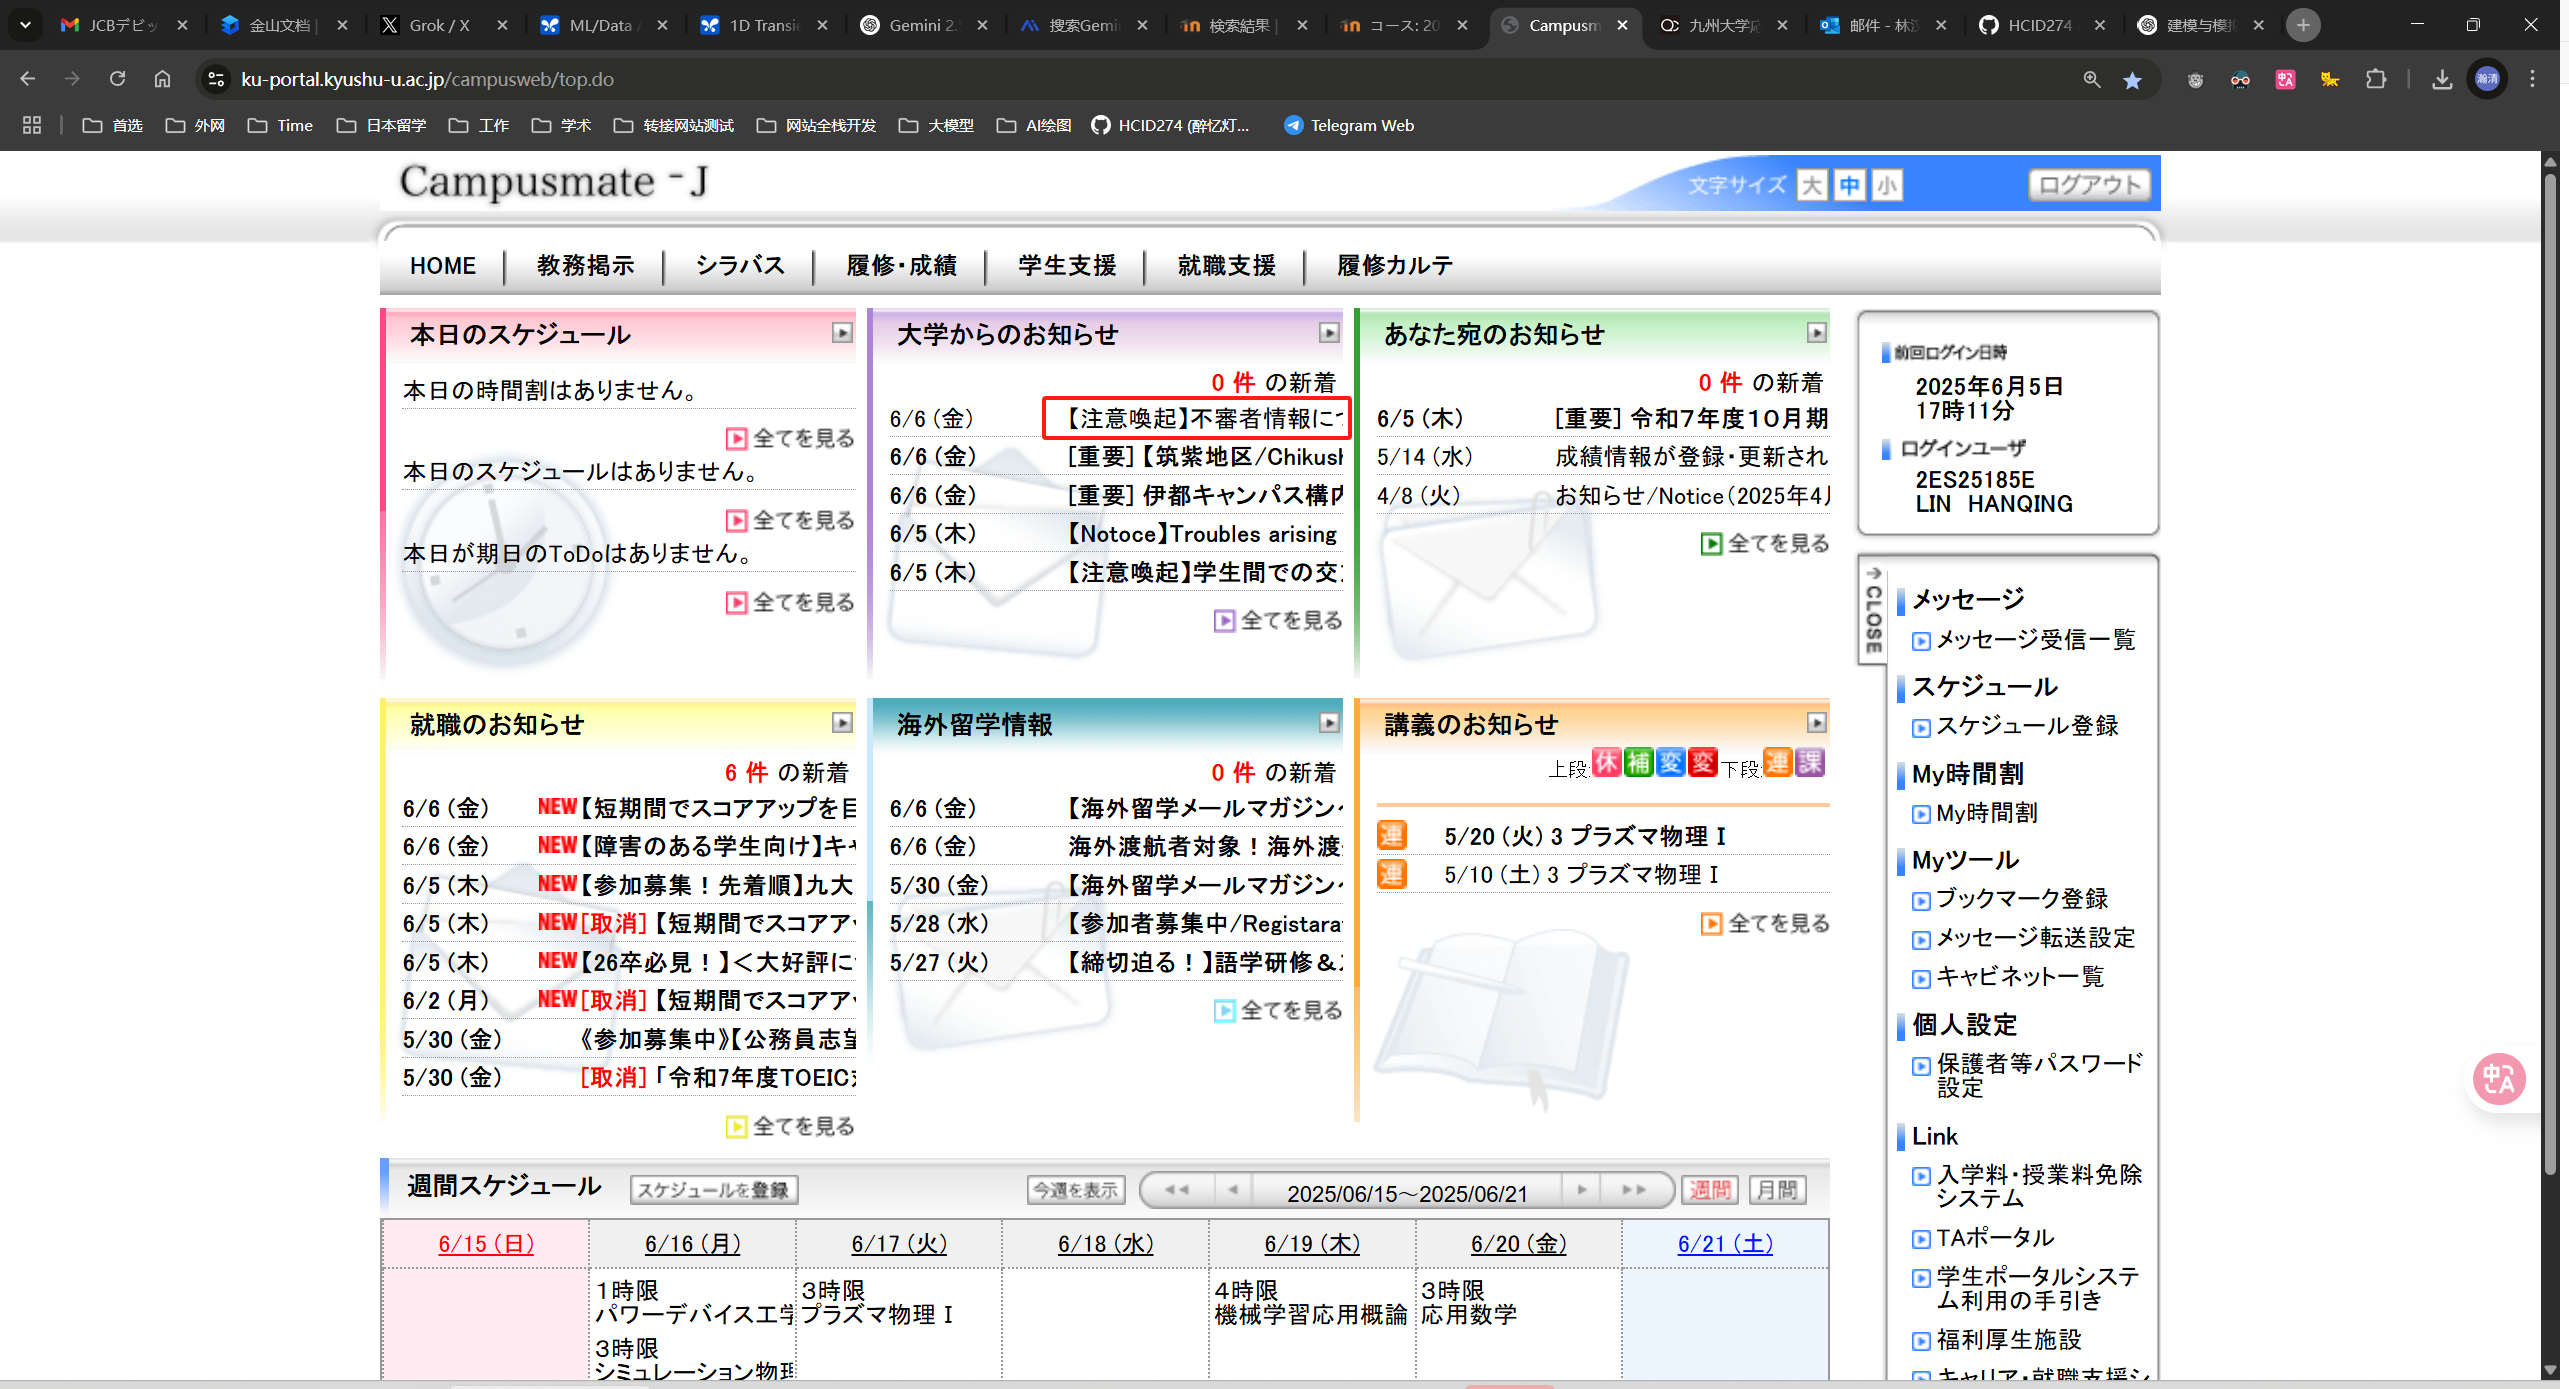 JCBデビッ
金山文档 |
Grok / X
ML/Data
1D Transie
Gemini 2.
搜索Gemi
検索結果 |
コース: 20
Campusm
九州大学応
邮件 - 林
HCID274
建模与模
ku-portal.kyushu-u.ac.jp/campusweb/top.do
瀚清
首选
外网
Time
日本留学
工作
学术
转接网站测试
网站全栈开发
大模型
AI绘图
HCID274 (醉忆灯...
Telegram Web
Campusmate - J
文字サイズ 大 中 小
ログアウト
HOME
教務掲示
シラバス
履修・成績
学生支援
就職支援
履修カルテ
本日のスケジュール
本日の時間割はありません。
全てを見る
本日のスケジュールはありません。
全てを見る
本日が期日のToDoはありません。
全てを見る
大学からのお知らせ
0 件 の新着
6/6 (金) 【注意喚起】不審者情報に
6/6 (金) [重要]【筑紫地区/Chikush
6/6 (金) [重要] 伊都キャンパス構内
6/5 (木) 【Notoce】Troubles arising
6/5 (木) 【注意喚起】学生間での交
全てを見る
あなた宛のお知らせ
0 件 の新着
6/5 (木) [重要] 令和7年度10月期
5/14 (水) 成績情報が登録・更新され
4/8 (火) お知らせ/Notice(2025年4月
全てを見る
前回ログイン日時
2025年6月5日
17時11分
ログインユーザ
2ES25185E
LIN HANQING
就職のお知らせ
6 件 の新着
6/6 (金) NEW【短期間でスコアアップを目
6/6 (金) NEW【障害のある学生向け】キャ
6/5 (木) NEW【参加募集！先着順】九大
6/5 (木) NEW[取消]【短期間でスコアアッ
6/5 (木) NEW【26卒必見！】＜大好評に
6/2 (月) NEW[取消]【短期間でスコアアッ
5/30 (金) 《参加募集中》【公務員志望
5/30 (金) [取消]「令和7年度TOEIC
全てを見る
海外留学情報
0 件 の新着
6/6 (金) 【海外留学メールマガジン
6/6 (金) 海外渡航者対象！海外渡
5/30 (金) 【海外留学メールマガジン
5/28 (水) 【参加者募集中/Registara
5/27 (火) 【締切迫る！】語学研修＆
全てを見る
講義のお知らせ
上段:休 補 変 変 下段:連 課
連 5/20 (火) 3 プラズマ物理Ⅰ
連 5/10 (土) 3 プラズマ物理Ⅰ
全てを見る
→CLOSE
メッセージ
メッセージ受信一覧
スケジュール
スケジュール登録
My時間割
My時間割
Myツール
ブックマーク登録
メッセージ転送設定
キャビネット一覧
個人設定
保護者等パスワード
設定
Link
入学料・授業料免除
システム
TAポータル
学生ポータルシステ
ム利用の手引き
福利厚生施設
キャリア・就職支援シ
中A
週間スケジュール
スケジュールを登録
今週を表示
2025/06/15～2025/06/21
週間
月間
6/15 (日) 6/16 (月) 6/17 (火) 6/18 (水) 6/19 (木) 6/20 (金) 6/21 (土)
1時限
パワーデバイス工学
3時限
シミュレーション物理
3時限
プラズマ物理Ⅰ
4時限
機械学習応用概論
3時限
応用数学